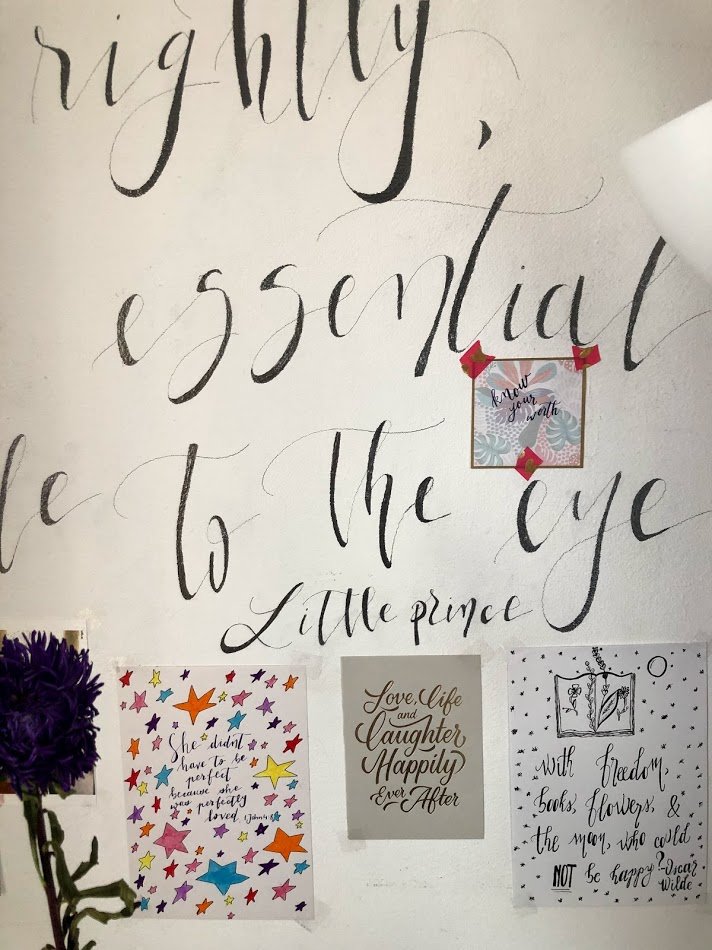 rightly,
essential
le to the eye
Little prince
know
your
worth
She didn't
have to be
perfect
because she
was perfectly
loved.
Love, life
and
laughter
Happily
Ever After
with freedom,
books, flowers, &
the moon, who could
NOT be happy? -Oscar
Wilde